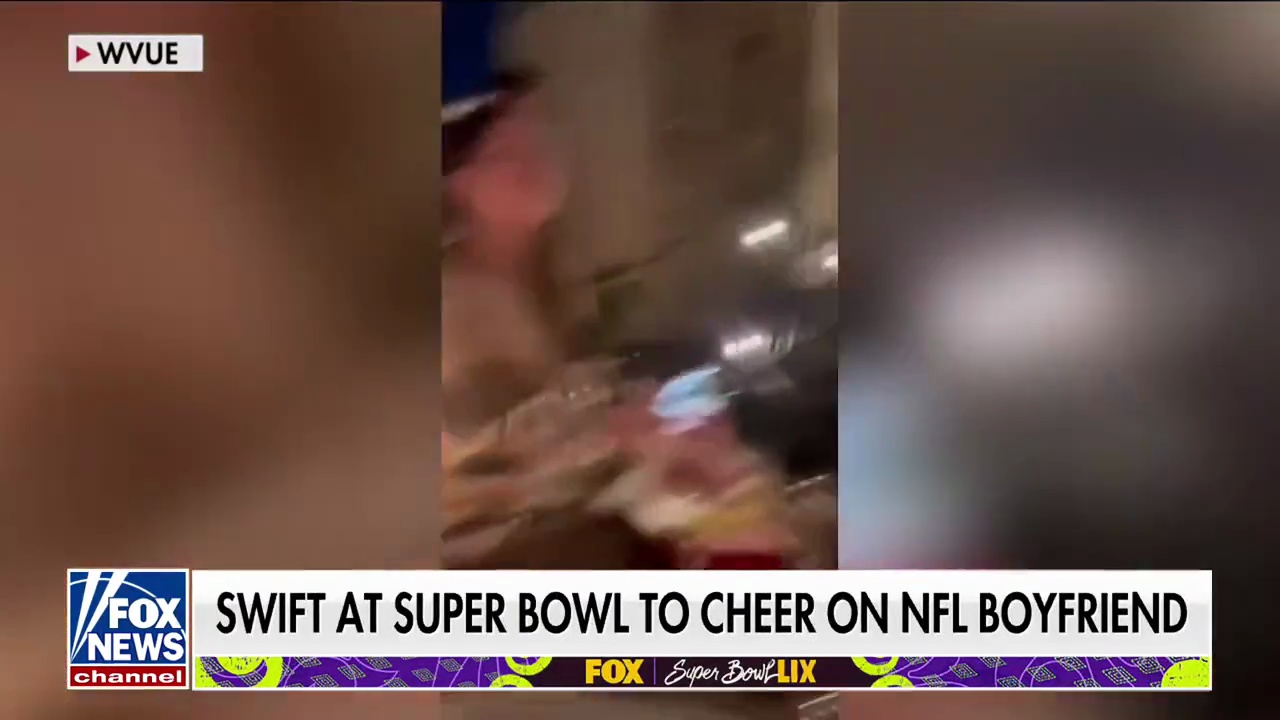 WVUE
FOX
NEWS
channel
SWIFT AT SUPER BOWL TO CHEER ON NFL BOYFRIEND
FOX Super Bowl LIX